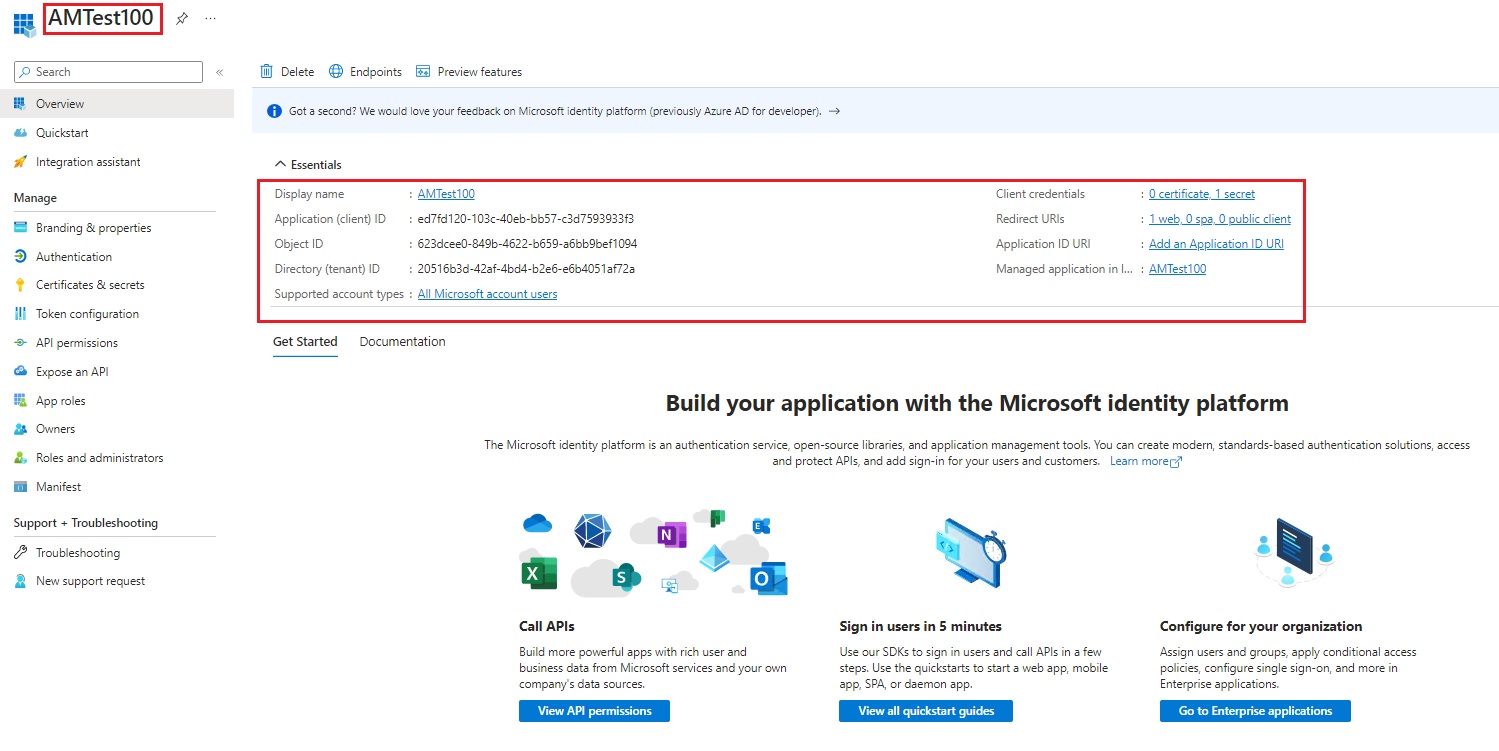 AMTest100
...
Search
«
Overview
Quickstart
Integration assistant
Manage
Branding & properties
Authentication
Certificates & secrets
Token configuration
API permissions
Expose an API
App roles
Owners
Roles and administrators
Manifest
Support + Troubleshooting
Troubleshooting
New support request
Delete Endpoints Preview features
Got a second? We would love your feedback on Microsoft identity platform (previously Azure AD for developer). →
Essentials
Display name : AMTest100
Application (client) ID : ed7fd120-103c-40eb-bb57-c3d7593933f3
Object ID : 623dcee0-849b-4622-b659-a6bb9bef1094
Directory (tenant) ID : 20516b3d-42af-4bd4-b2e6-e6b4051af72a
Supported account types : All Microsoft account users
Client credentials : 0 certificate, 1 secret
Redirect URIs : 1 web, 0 spa, 0 public client
Application ID URI : Add an Application ID URI
Managed application in l... : AMTest100
Get Started Documentation
Build your application with the Microsoft identity platform
The Microsoft identity platform is an authentication service, open-source libraries, and application management tools. You can create modern, standards-based authentication solutions, access
and protect APIs, and add sign-in for your users and customers. Learn more
N
E
X
S
O
Call APIs
Build more powerful apps with rich user and
business data from Microsoft services and your own
company's data sources.
View API permissions
Sign in users in 5 minutes
Use our SDKs to sign in users and call APIs in a few
steps. Use the quickstarts to start a web app, mobile
app, SPA, or daemon app.
View all quickstart guides
Configure for your organization
Assign users and groups, apply conditional access
policies, configure single sign-on, and more in
Enterprise applications.
Go to Enterprise applications